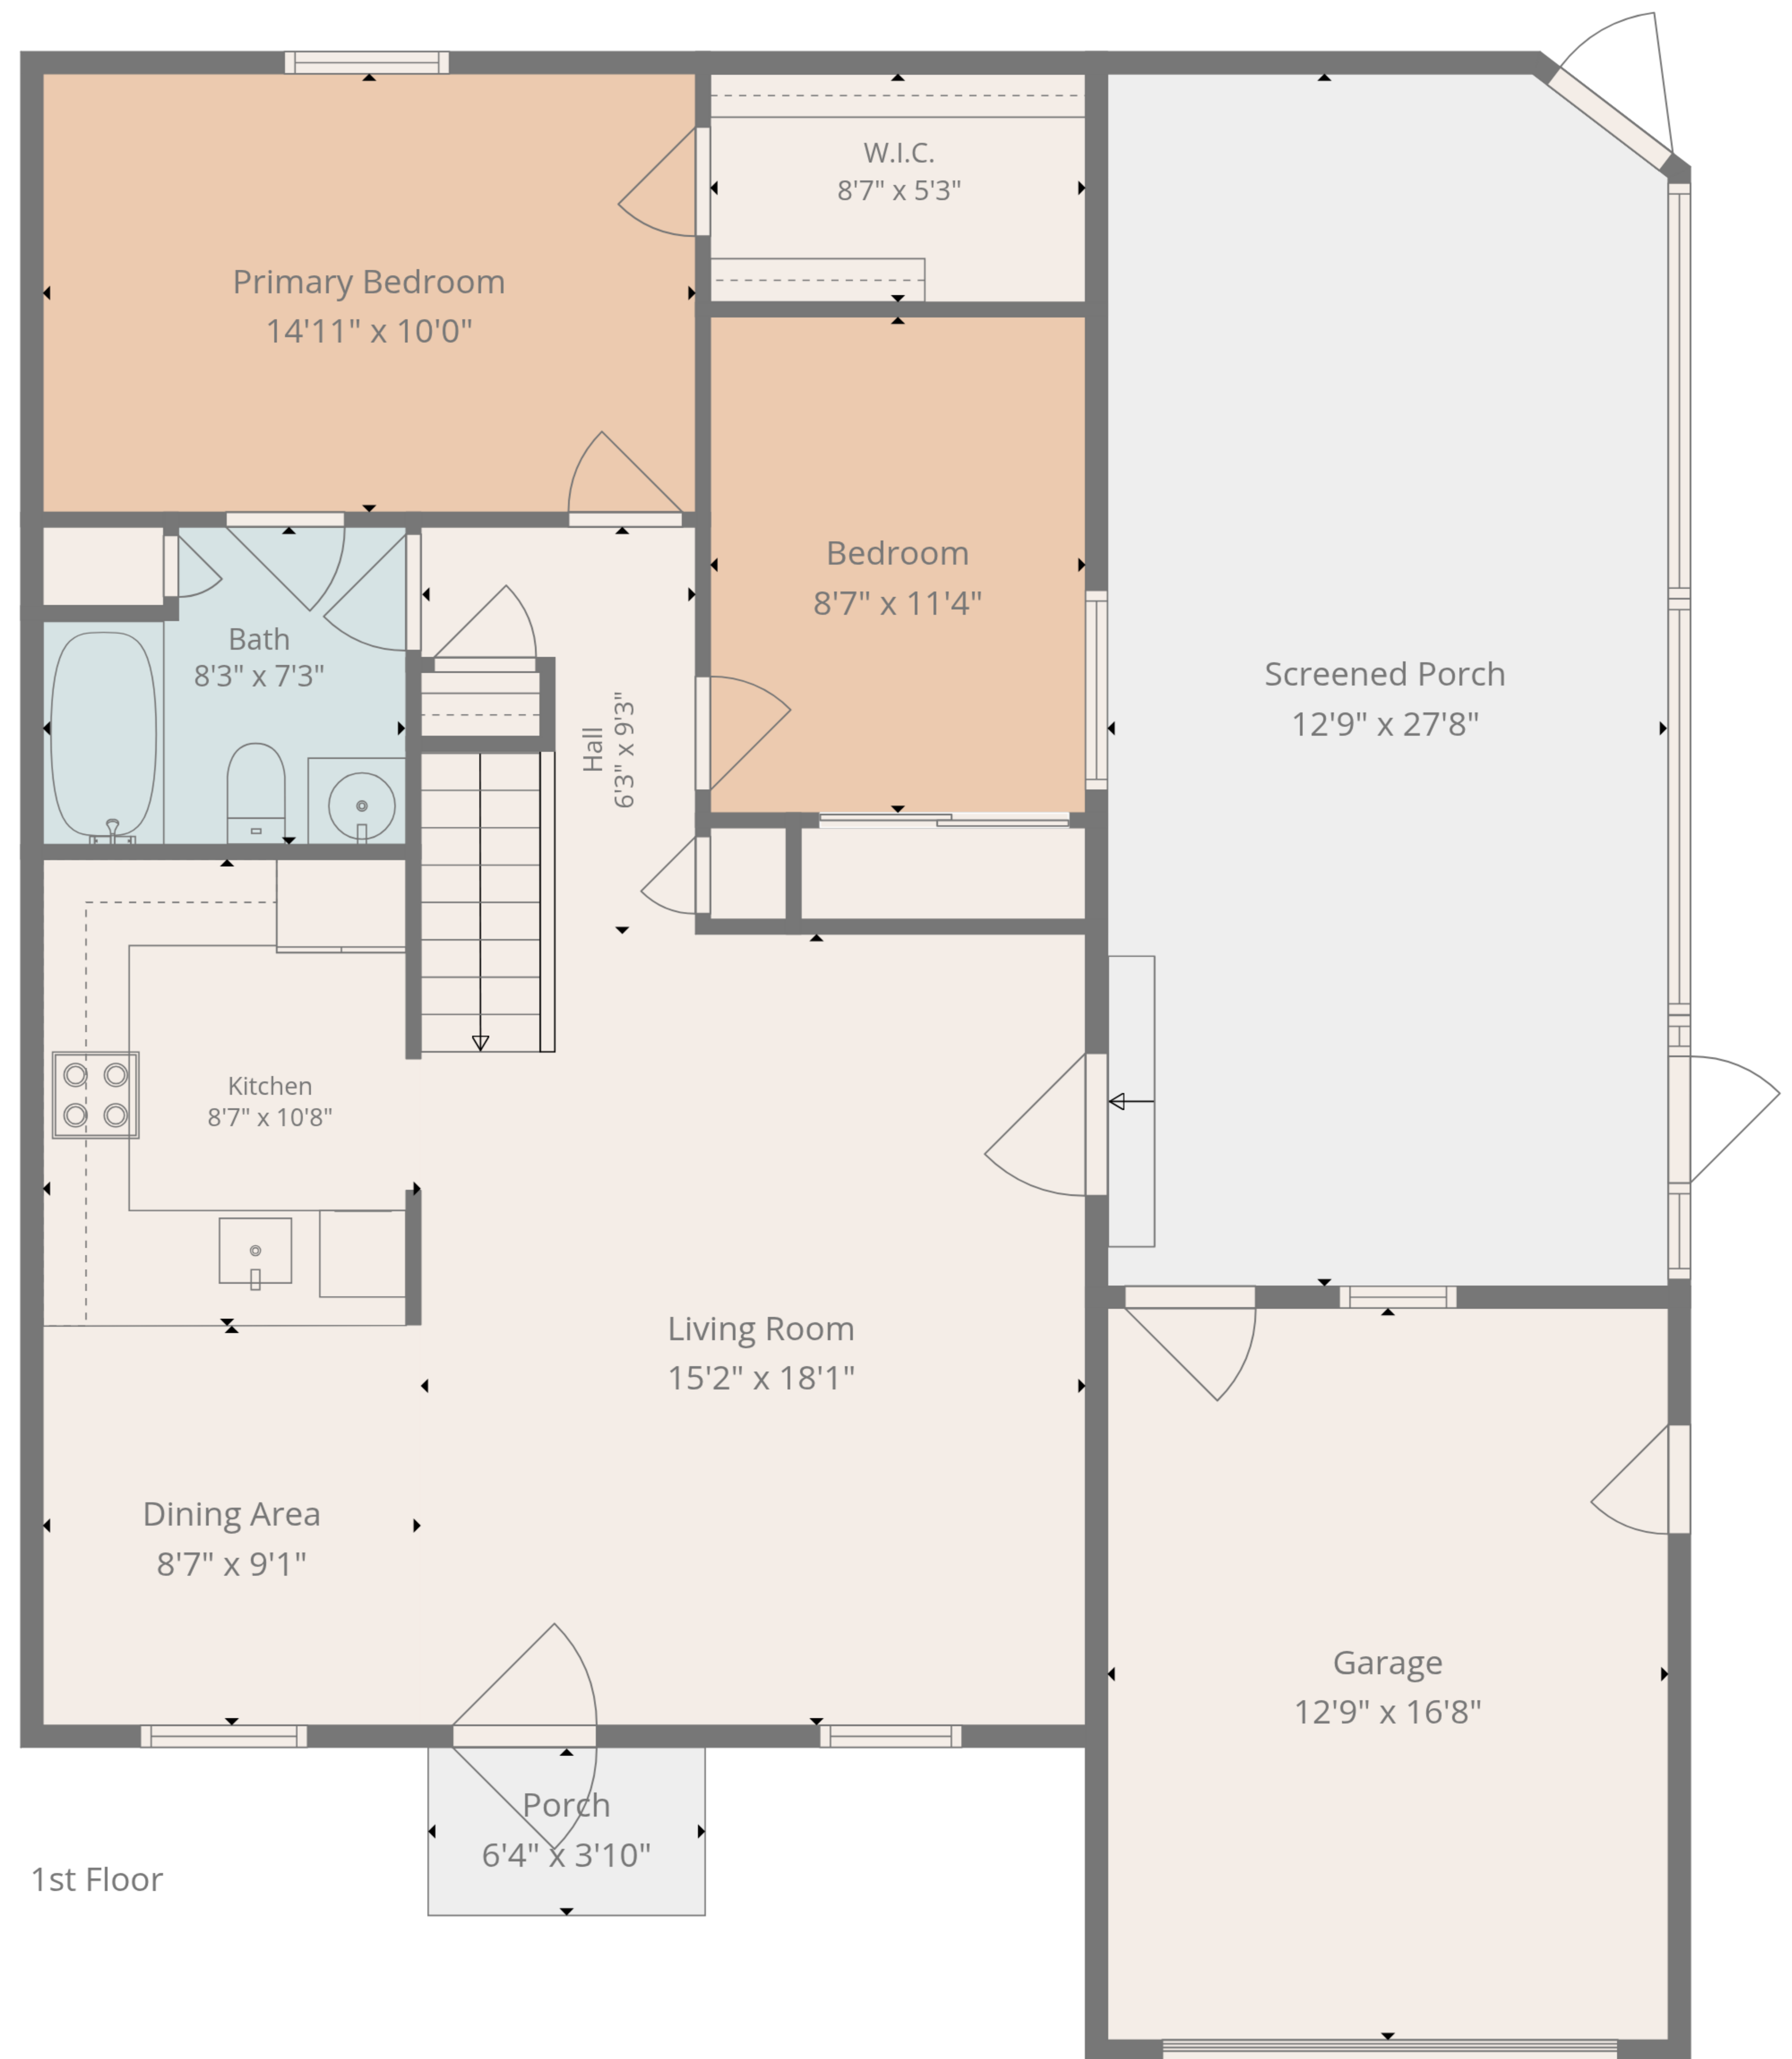 W.I.C.
8'7" x 5'3"
Primary Bedroom
14'11" x 10'0"
Bedroom
8'7" x 11'4"
Bath
8'3" x 7'3"
Hall
6'3" x 9'3"
Screened Porch
12'9" x 27'8"
Kitchen
8'7" x 10'8"
Living Room
15'2" x 18'1"
Dining Area
8'7" x 9'1"
Garage
12'9" x 16'8"
Porch
6'4" x 3'10"
1st Floor